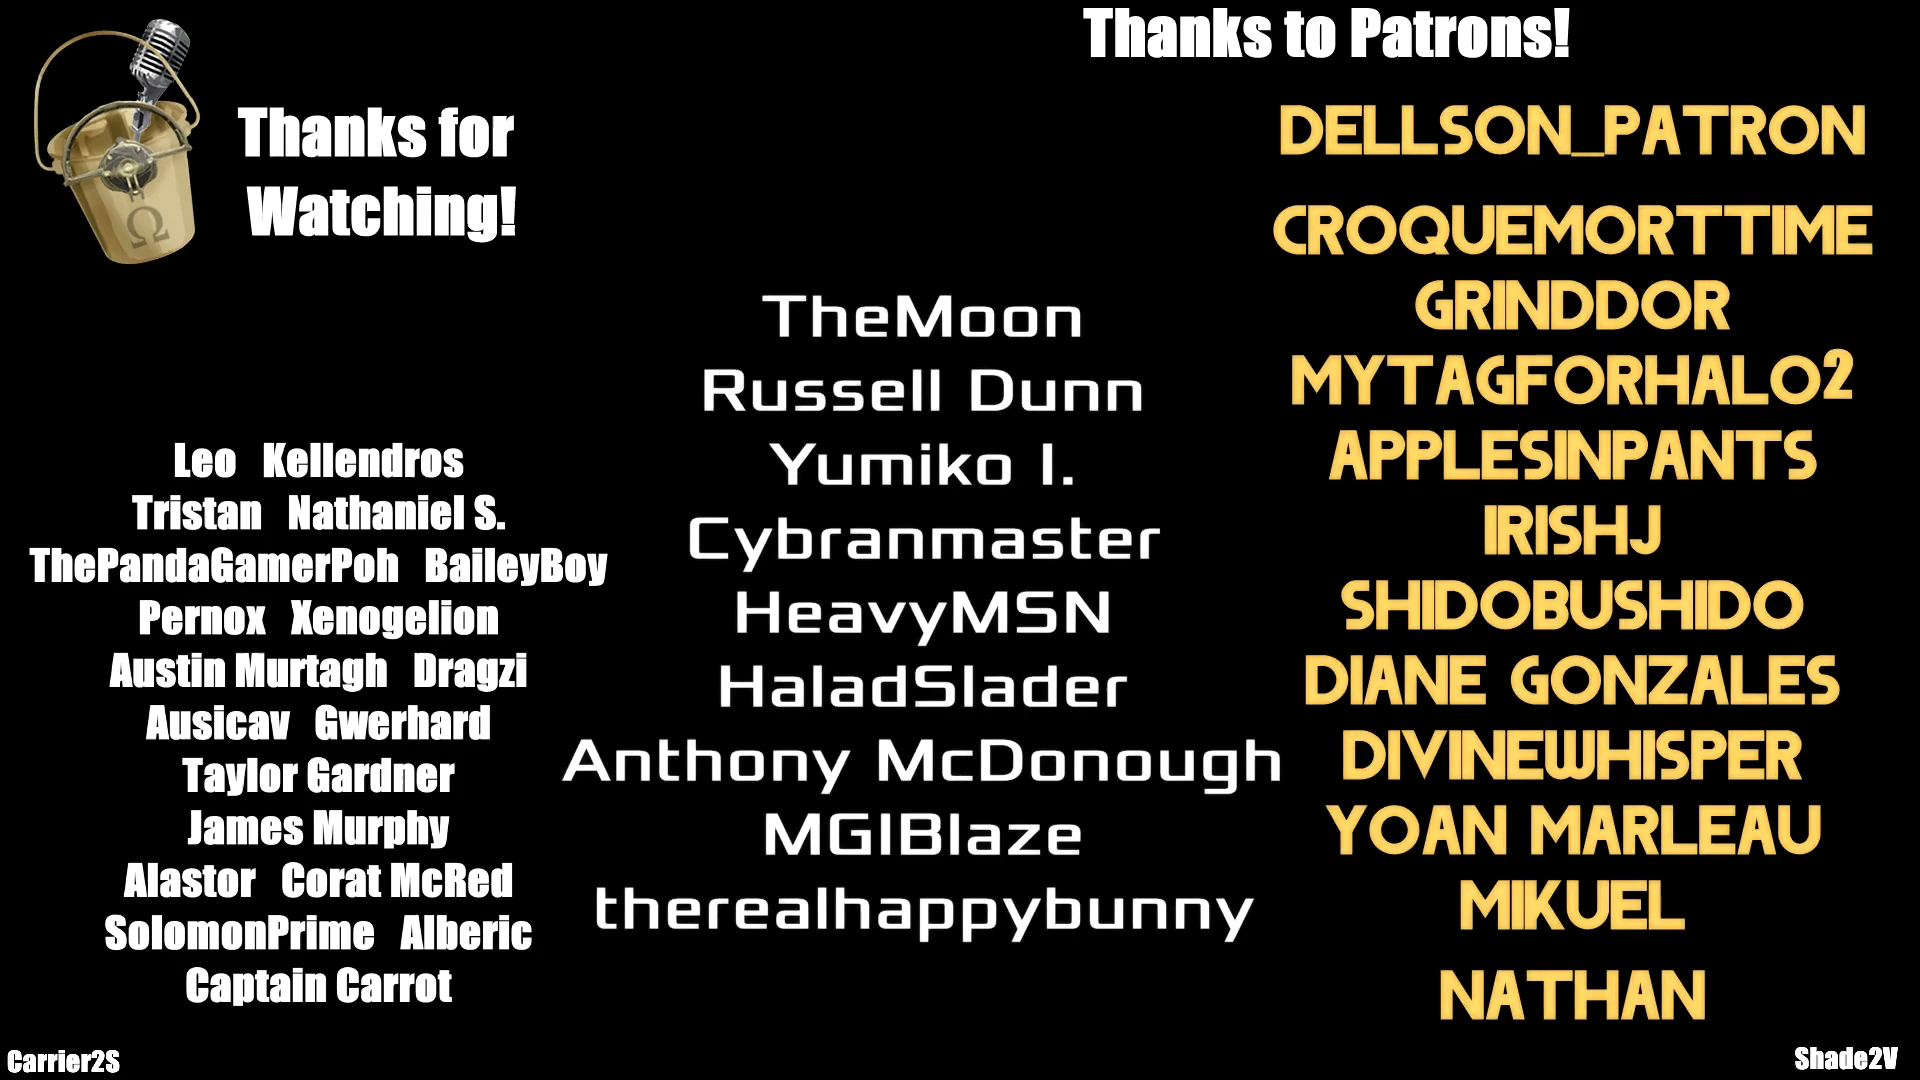 Thanks to Patrons!
Thanks for
Watching!
Ω
Leo Kellendros
Tristan Nathaniel S.
ThePandaGamerPoh BaileyBoy
Pernox Xenogelion
Austin Murtagh Dragzi
Ausicav Gwerhard
Taylor Gardner
James Murphy
Alastor Corat McRed
SolomonPrime Alberic
Captain Carrot
TheMoon
Russell Dunn
Yumiko I.
Cybranmaster
HeavyMSN
HaladSlader
Anthony McDonough
MGIBlaze
therealhappybunny
DELLSON_PATRON
CROQUEMORTTIME
GRINDDOR
MYTAGFORHALO2
APPLESINPANTS
IRISHJ
SHIDOBUSHIDO
DIANE GONZALES
DIVINEWHISPER
YOAN MARLEAU
MIKUEL
NATHAN
Carrier2S
Shade2V